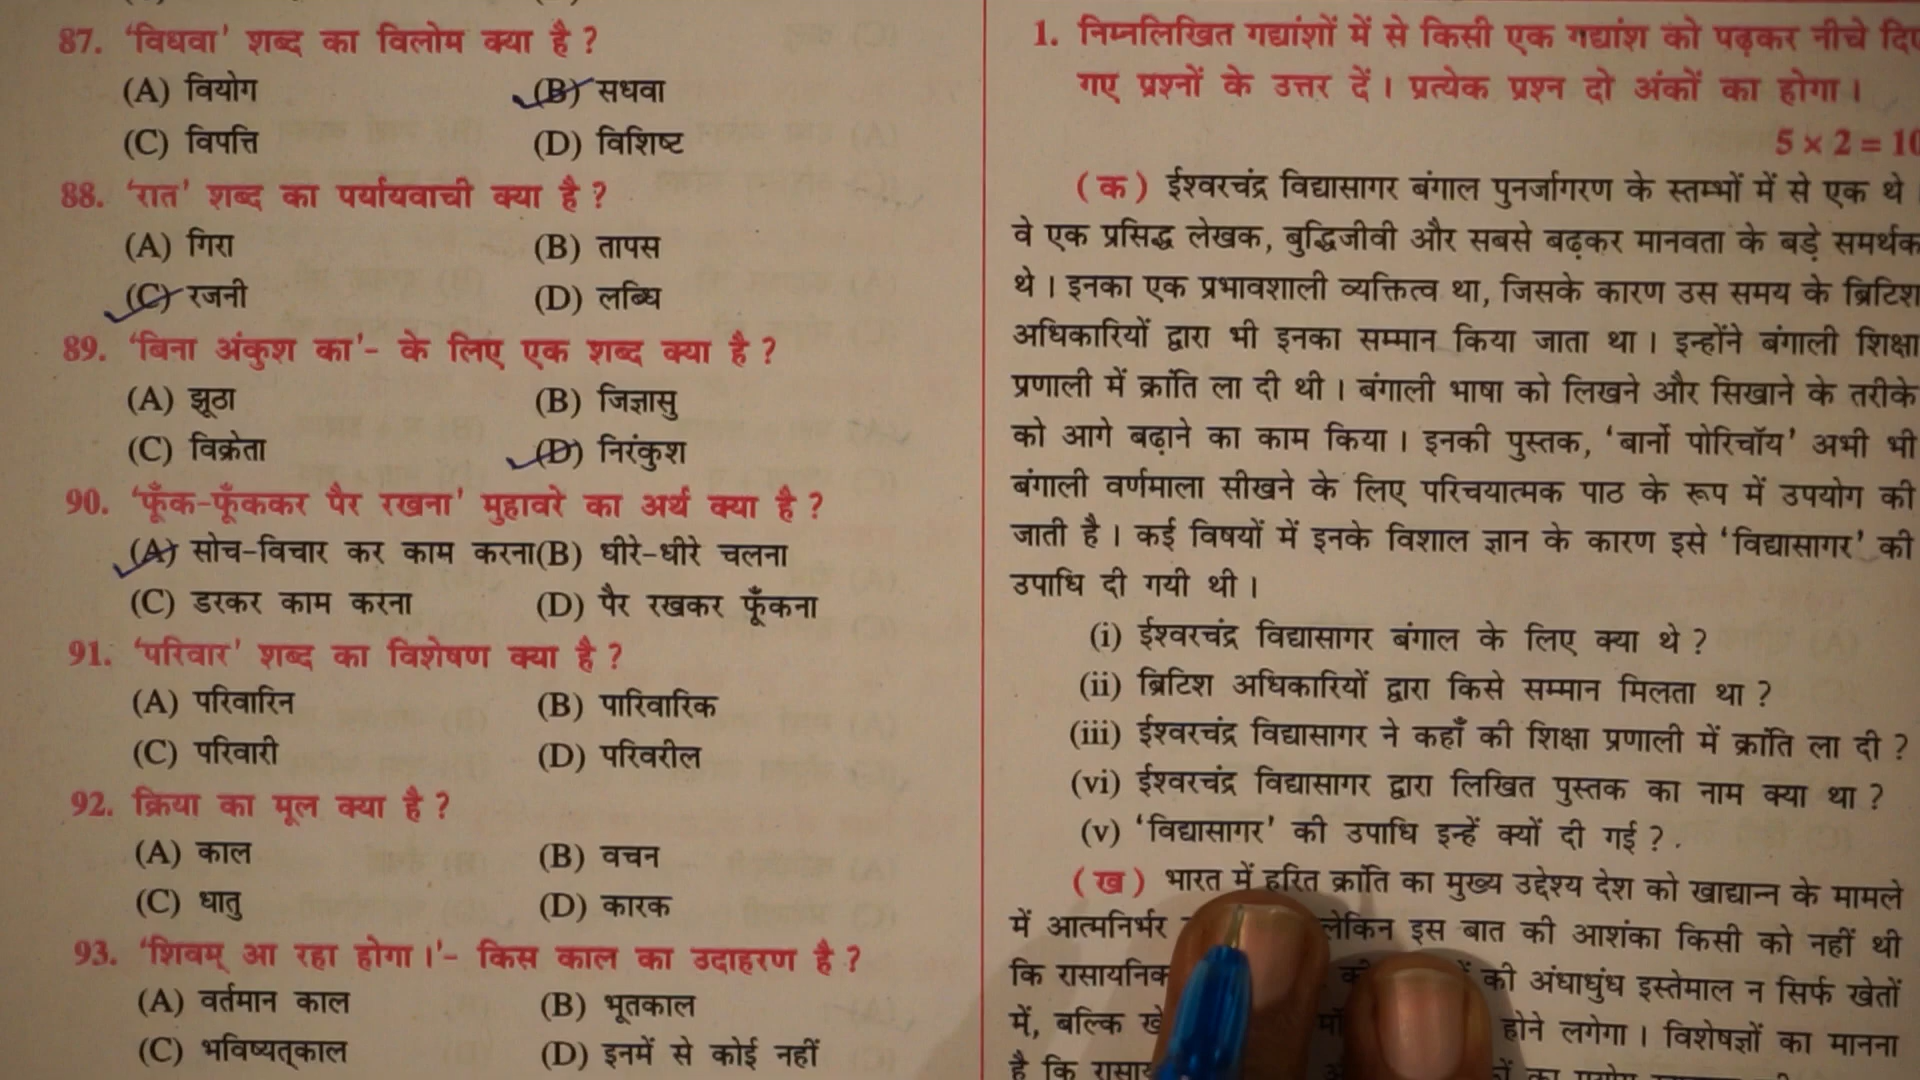 87. ‘विधवा’ शब्द का विलोम क्या है ?
(A) वियोग (B) सधवा
(C) विपत्ति (D) विशिष्ट
88. ‘रात’ शब्द का पर्यायवाची क्या है ?
(A) गिरा (B) तापस
(C) रजनी (D) लब्धि
89. ‘बिना अंकुश का’- के लिए एक शब्द क्या है ?
(A) झूठा (B) जिज्ञासु
(C) विक्रेता (D) निरंकुश
90. ‘फूँक-फूँककर पैर रखना’ मुहावरे का अर्थ क्या है ?
(A) सोच-विचार कर काम करना(B) धीरे-धीरे चलना
(C) डरकर काम करना (D) पैर रखकर फूँकना
91. ‘परिवार’ शब्द का विशेषण क्या है ?
(A) परिवारिन (B) पारिवारिक
(C) परिवारी (D) परिवरील
92. क्रिया का मूल क्या है ?
(A) काल (B) वचन
(C) धातु (D) कारक
93. ‘शिवम् आ रहा होगा।’- किस काल का उदाहरण है ?
(A) वर्तमान काल (B) भूतकाल
(C) भविष्यत्काल (D) इनमें से कोई नहीं
1. निम्नलिखित गद्यांशों में से किसी एक गद्यांश को पढ़कर नीचे दिए
गए प्रश्नों के उत्तर दें। प्रत्येक प्रश्न दो अंकों का होगा।
5 × 2 = 10
(क) ईश्वरचंद्र विद्यासागर बंगाल पुनर्जागरण के स्तम्भों में से एक थे।
वे एक प्रसिद्ध लेखक, बुद्धिजीवी और सबसे बढ़कर मानवता के बड़े समर्थक
थे। इनका एक प्रभावशाली व्यक्तित्व था, जिसके कारण उस समय के ब्रिटिश
अधिकारियों द्वारा भी इनका सम्मान किया जाता था। इन्होंने बंगाली शिक्षा
प्रणाली में क्रांति ला दी थी। बंगाली भाषा को लिखने और सिखाने के तरीके
को आगे बढ़ाने का काम किया। इनकी पुस्तक, ‘बार्नो पोरिचॉय’ अभी भी
बंगाली वर्णमाला सीखने के लिए परिचयात्मक पाठ के रूप में उपयोग की
जाती है। कई विषयों में इनके विशाल ज्ञान के कारण इसे ‘विद्यासागर’ की
उपाधि दी गयी थी।
(i) ईश्वरचंद्र विद्यासागर बंगाल के लिए क्या थे ?
(ii) ब्रिटिश अधिकारियों द्वारा किसे सम्मान मिलता था ?
(iii) ईश्वरचंद्र विद्यासागर ने कहाँ की शिक्षा प्रणाली में क्रांति ला दी ?
(vi) ईश्वरचंद्र विद्यासागर द्वारा लिखित पुस्तक का नाम क्या था ?
(v) ‘विद्यासागर’ की उपाधि इन्हें क्यों दी गई ?
(ख) भारत में हरित क्रांति का मुख्य उद्देश्य देश को खाद्यान्न के मामले
में आत्मनिर्भर लेकिन इस बात की आशंका किसी को नहीं थी
कि रासायनिक की अंधाधुंध इस्तेमाल न सिर्फ खेतों
में, बल्कि होने लगेगा। विशेषज्ञों का मानना
है कि